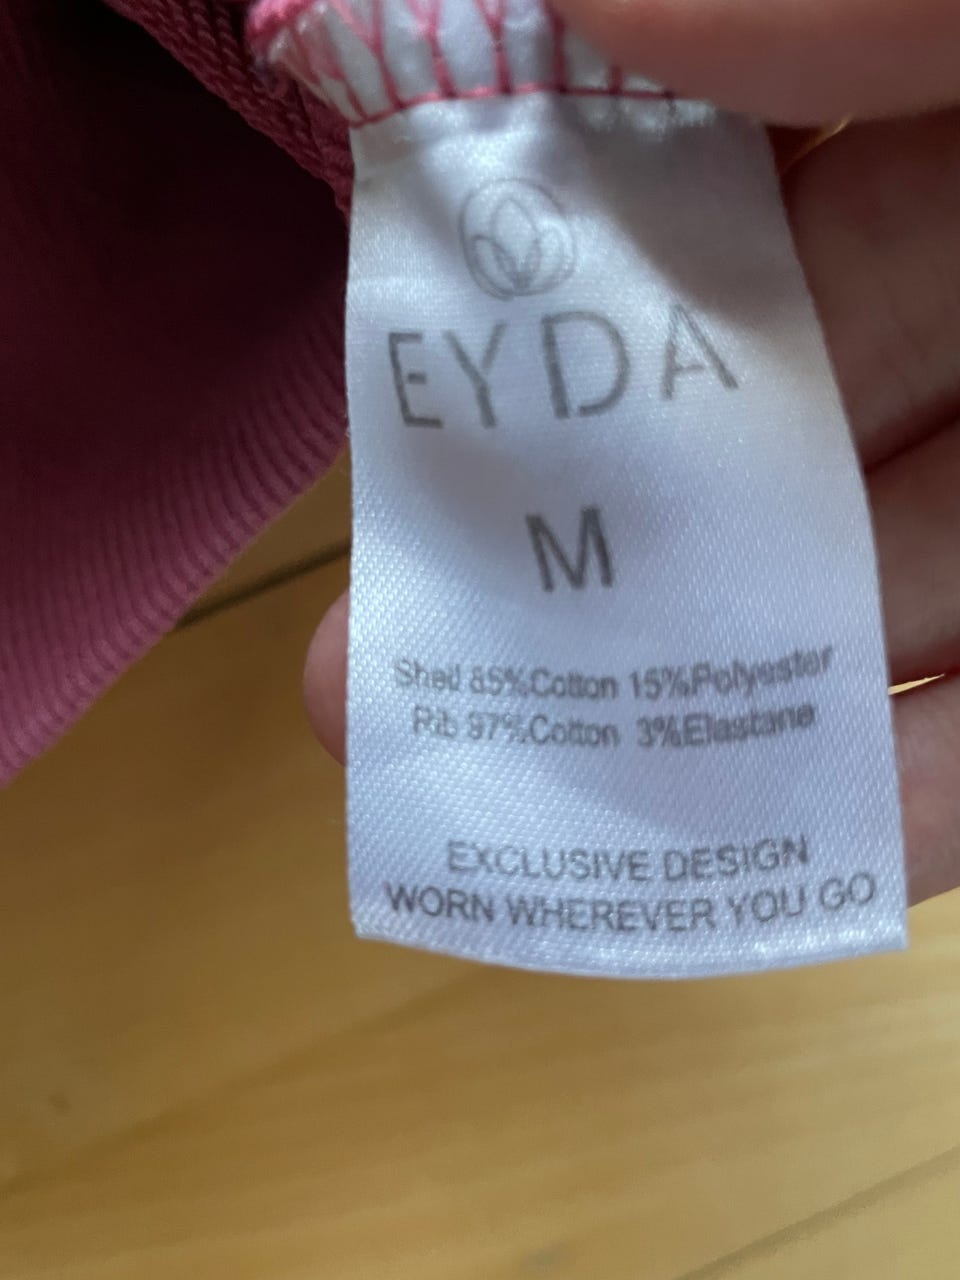 EYDA
M
Shell 85%Cotton 15%Polyester
Rib 97%Cotton 3%Elastane
EXCLUSIVE DESIGN
WORN WHEREVER YOU GO